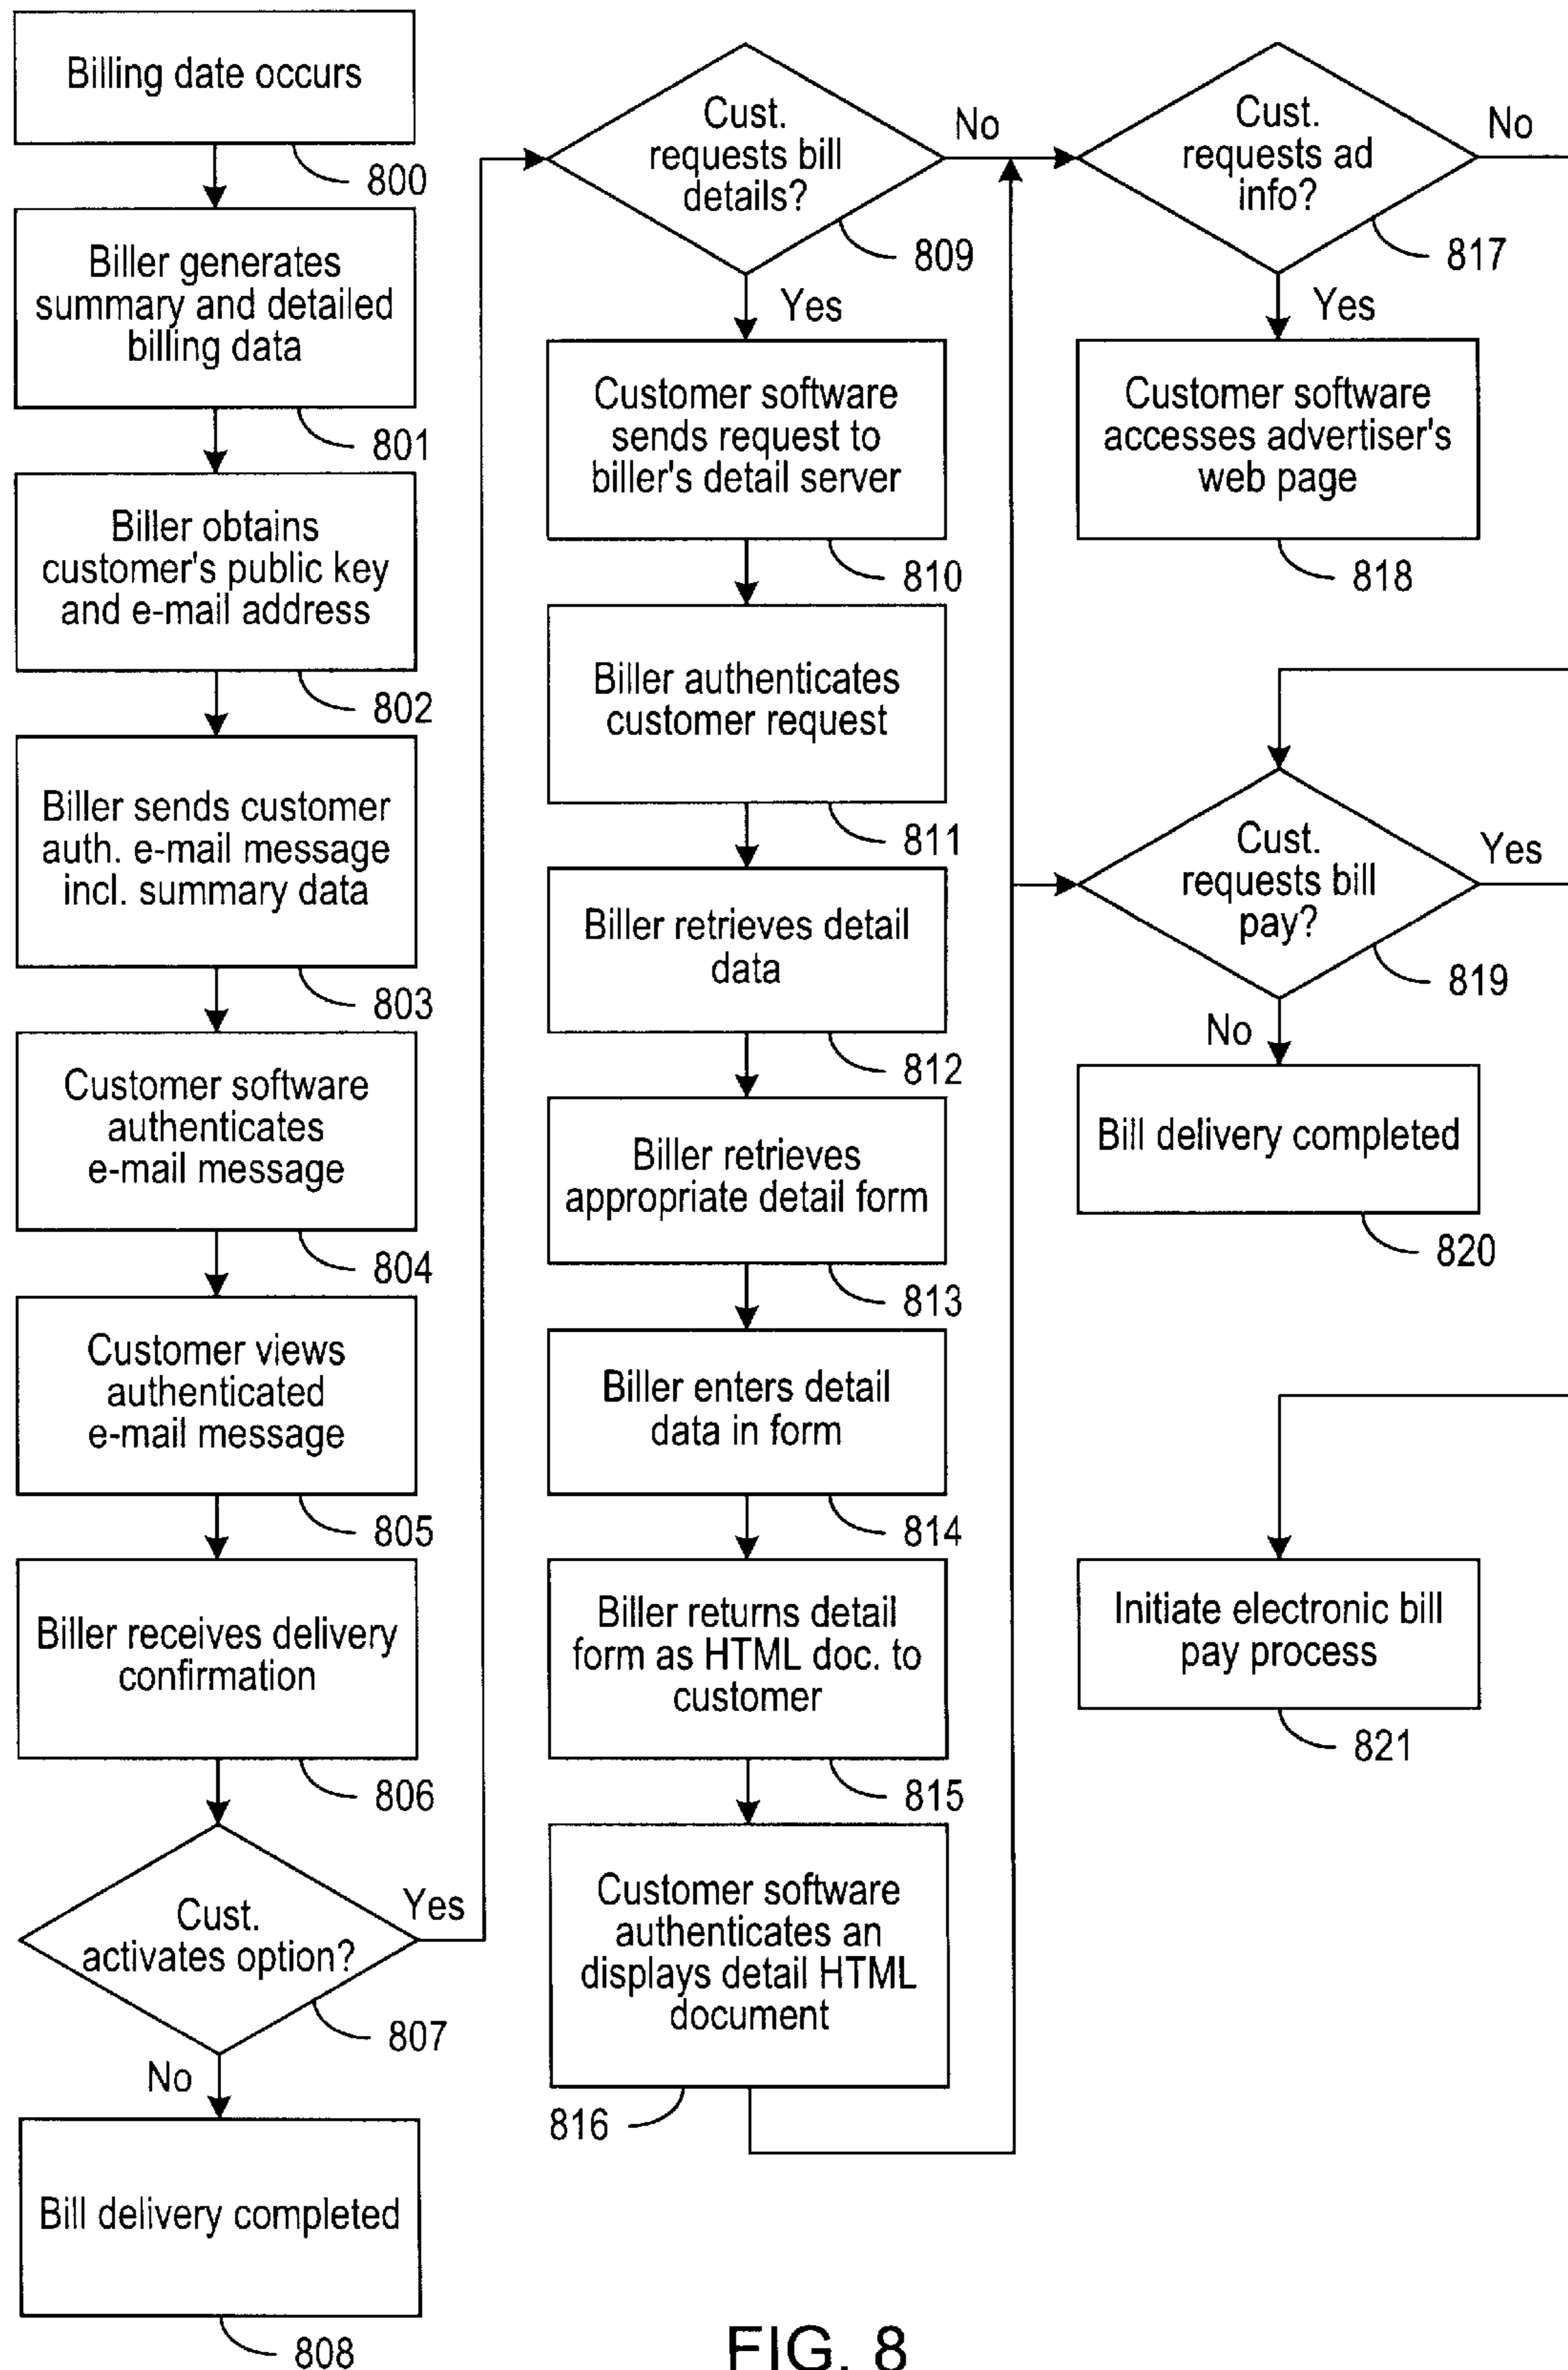 Billing date occurs
800
Biller generates
summary and detailed
billing data
801
Biller obtains
customer's public key
and e-mail address
802
Biller sends customer
auth. e-mail message
incl. summary data
803
Customer software
authenticates
e-mail message
804
Customer views
authenticated
e-mail message
805
Biller receives delivery
confirmation
806
Cust.
activates option?
Yes
807
No
Bill delivery completed
808
Cust.
requests bill
details?
No
809
Yes
Customer software
sends request to
biller's detail server
810
Biller authenticates
customer request
811
Biller retrieves detail
data
812
Biller retrieves
appropriate detail form
813
Biller enters detail
data in form
814
Biller returns detail
form as HTML doc. to
customer
815
Customer software
authenticates an
displays detail HTML
document
816
Cust.
requests ad
info?
No
817
Yes
Customer software
accesses advertiser's
web page
818
Cust.
requests bill
pay?
Yes
819
No
Bill delivery completed
820
Initiate electronic bill
pay process
821
FIG. 8